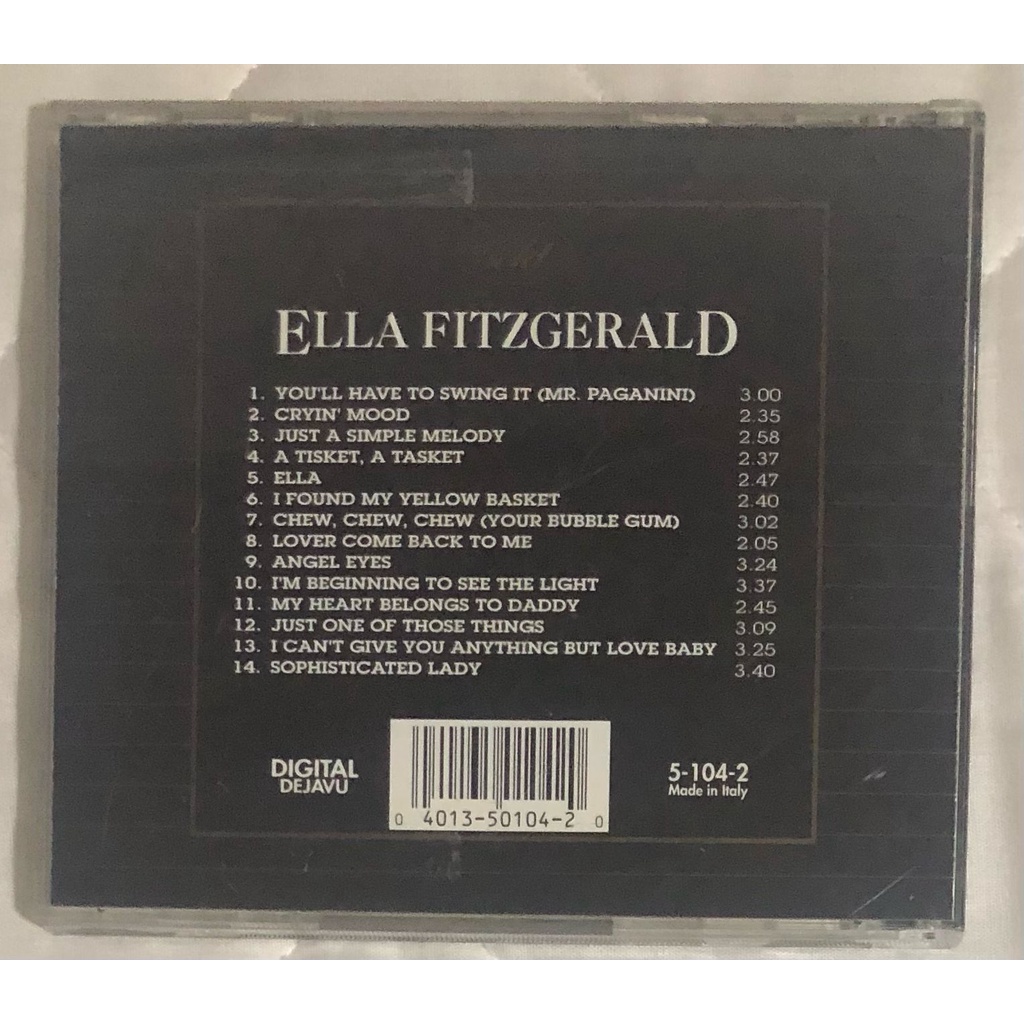 ELLA FITZGERALD
1. YOU'LL HAVE TO SWING IT (MR. PAGANINI) 3.00
2. CRYIN' MOOD 2.35
3. JUST A SIMPLE MELODY 2.58
4. A TISKET, A TASKET 2.37
5. ELLA 2.47
6. I FOUND MY YELLOW BASKET 2.40
7. CHEW, CHEW, CHEW (YOUR BUBBLE GUM) 3.02
8. LOVER COME BACK TO ME 2.05
9. ANGEL EYES 3.24
10. I'M BEGINNING TO SEE THE LIGHT 3.37
11. MY HEART BELONGS TO DADDY 2.45
12. JUST ONE OF THOSE THINGS 3.09
13. I CAN'T GIVE YOU ANYTHING BUT LOVE BABY 3.25
14. SOPHISTICATED LADY 3.40
DIGITAL
DEJAVU
0 4013-50104-2 0
5-104-2
Made in Italy